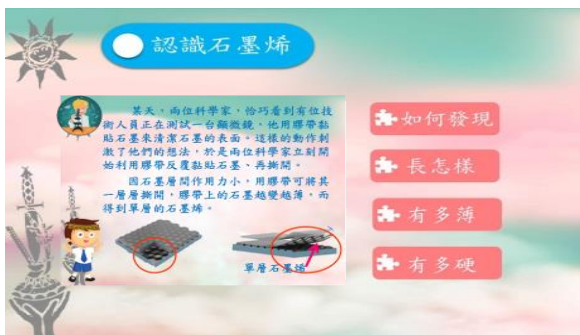 認識石墨烯
某天，兩位科學家，恰巧看到有位技
術人員正在測試一台顯微鏡，他用膠帶黏
貼石墨來清潔石墨的表面。這樣的動作刺
激了他們的想法，於是兩位科學家立刻開
始利用膠帶反覆黏貼石墨、再撕開。
因石墨層間作用力小，用膠帶可將其
一層層撕開，膠帶上的石墨越變越薄，而
得到單層的石墨烯。
單層石墨烯
如何發現
長怎樣
有多薄
有多硬